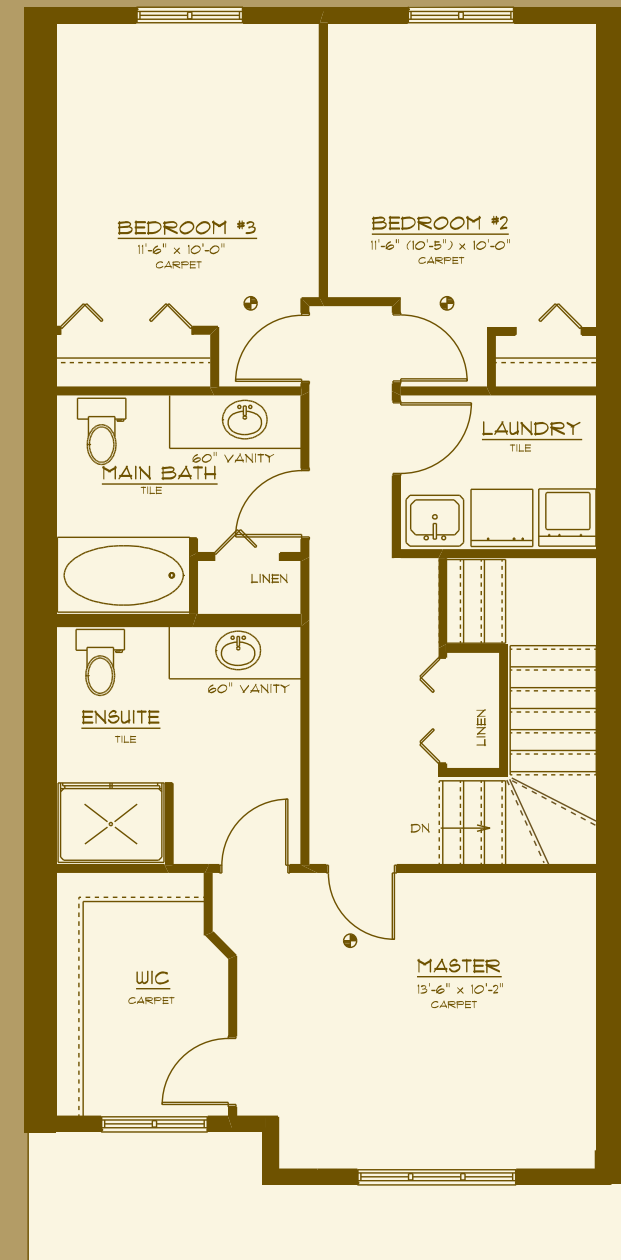 BEDROOM #3
11'-6" x 10'-0"
CARPET
BEDROOM #2
11'-6" (10'-5") x 10'-0"
CARPET
60" VANITY
MAIN BATH
TILE
LAUNDRY
TILE
LINEN
60" VANITY
ENSUITE
TILE
LINEN
DN
WIC
CARPET
MASTER
13'-6" x 10'-2"
CARPET